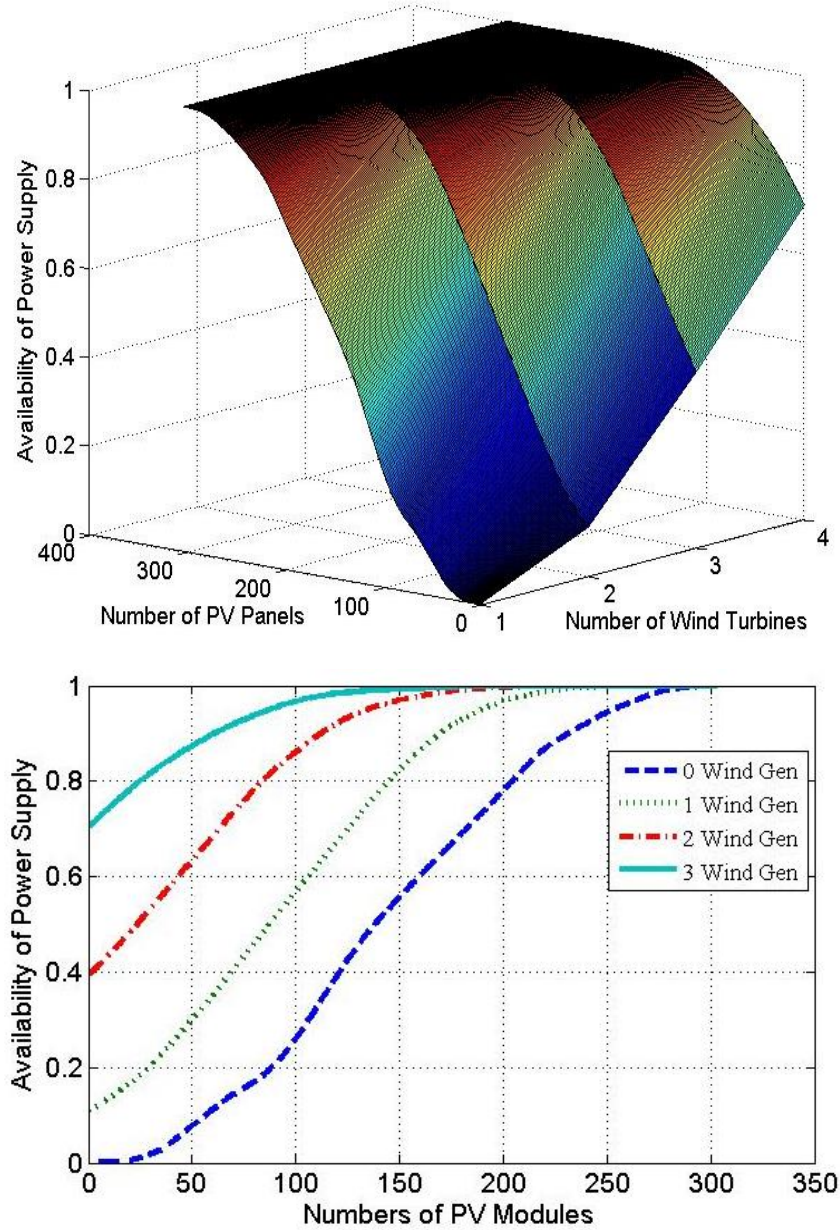 1
0.8
0.6
0.4
0.2
0
Availability of Power Supply
400
300
200
100
0
Number of PV Panels
1
2
3
4
Number of Wind Turbines
1
0.8
0.6
0.4
0.2
0
Availability of Power Supply
0 Wind Gen
1 Wind Gen
2 Wind Gen
3 Wind Gen
0 50 100 150 200 250 300 350
Numbers of PV Modules